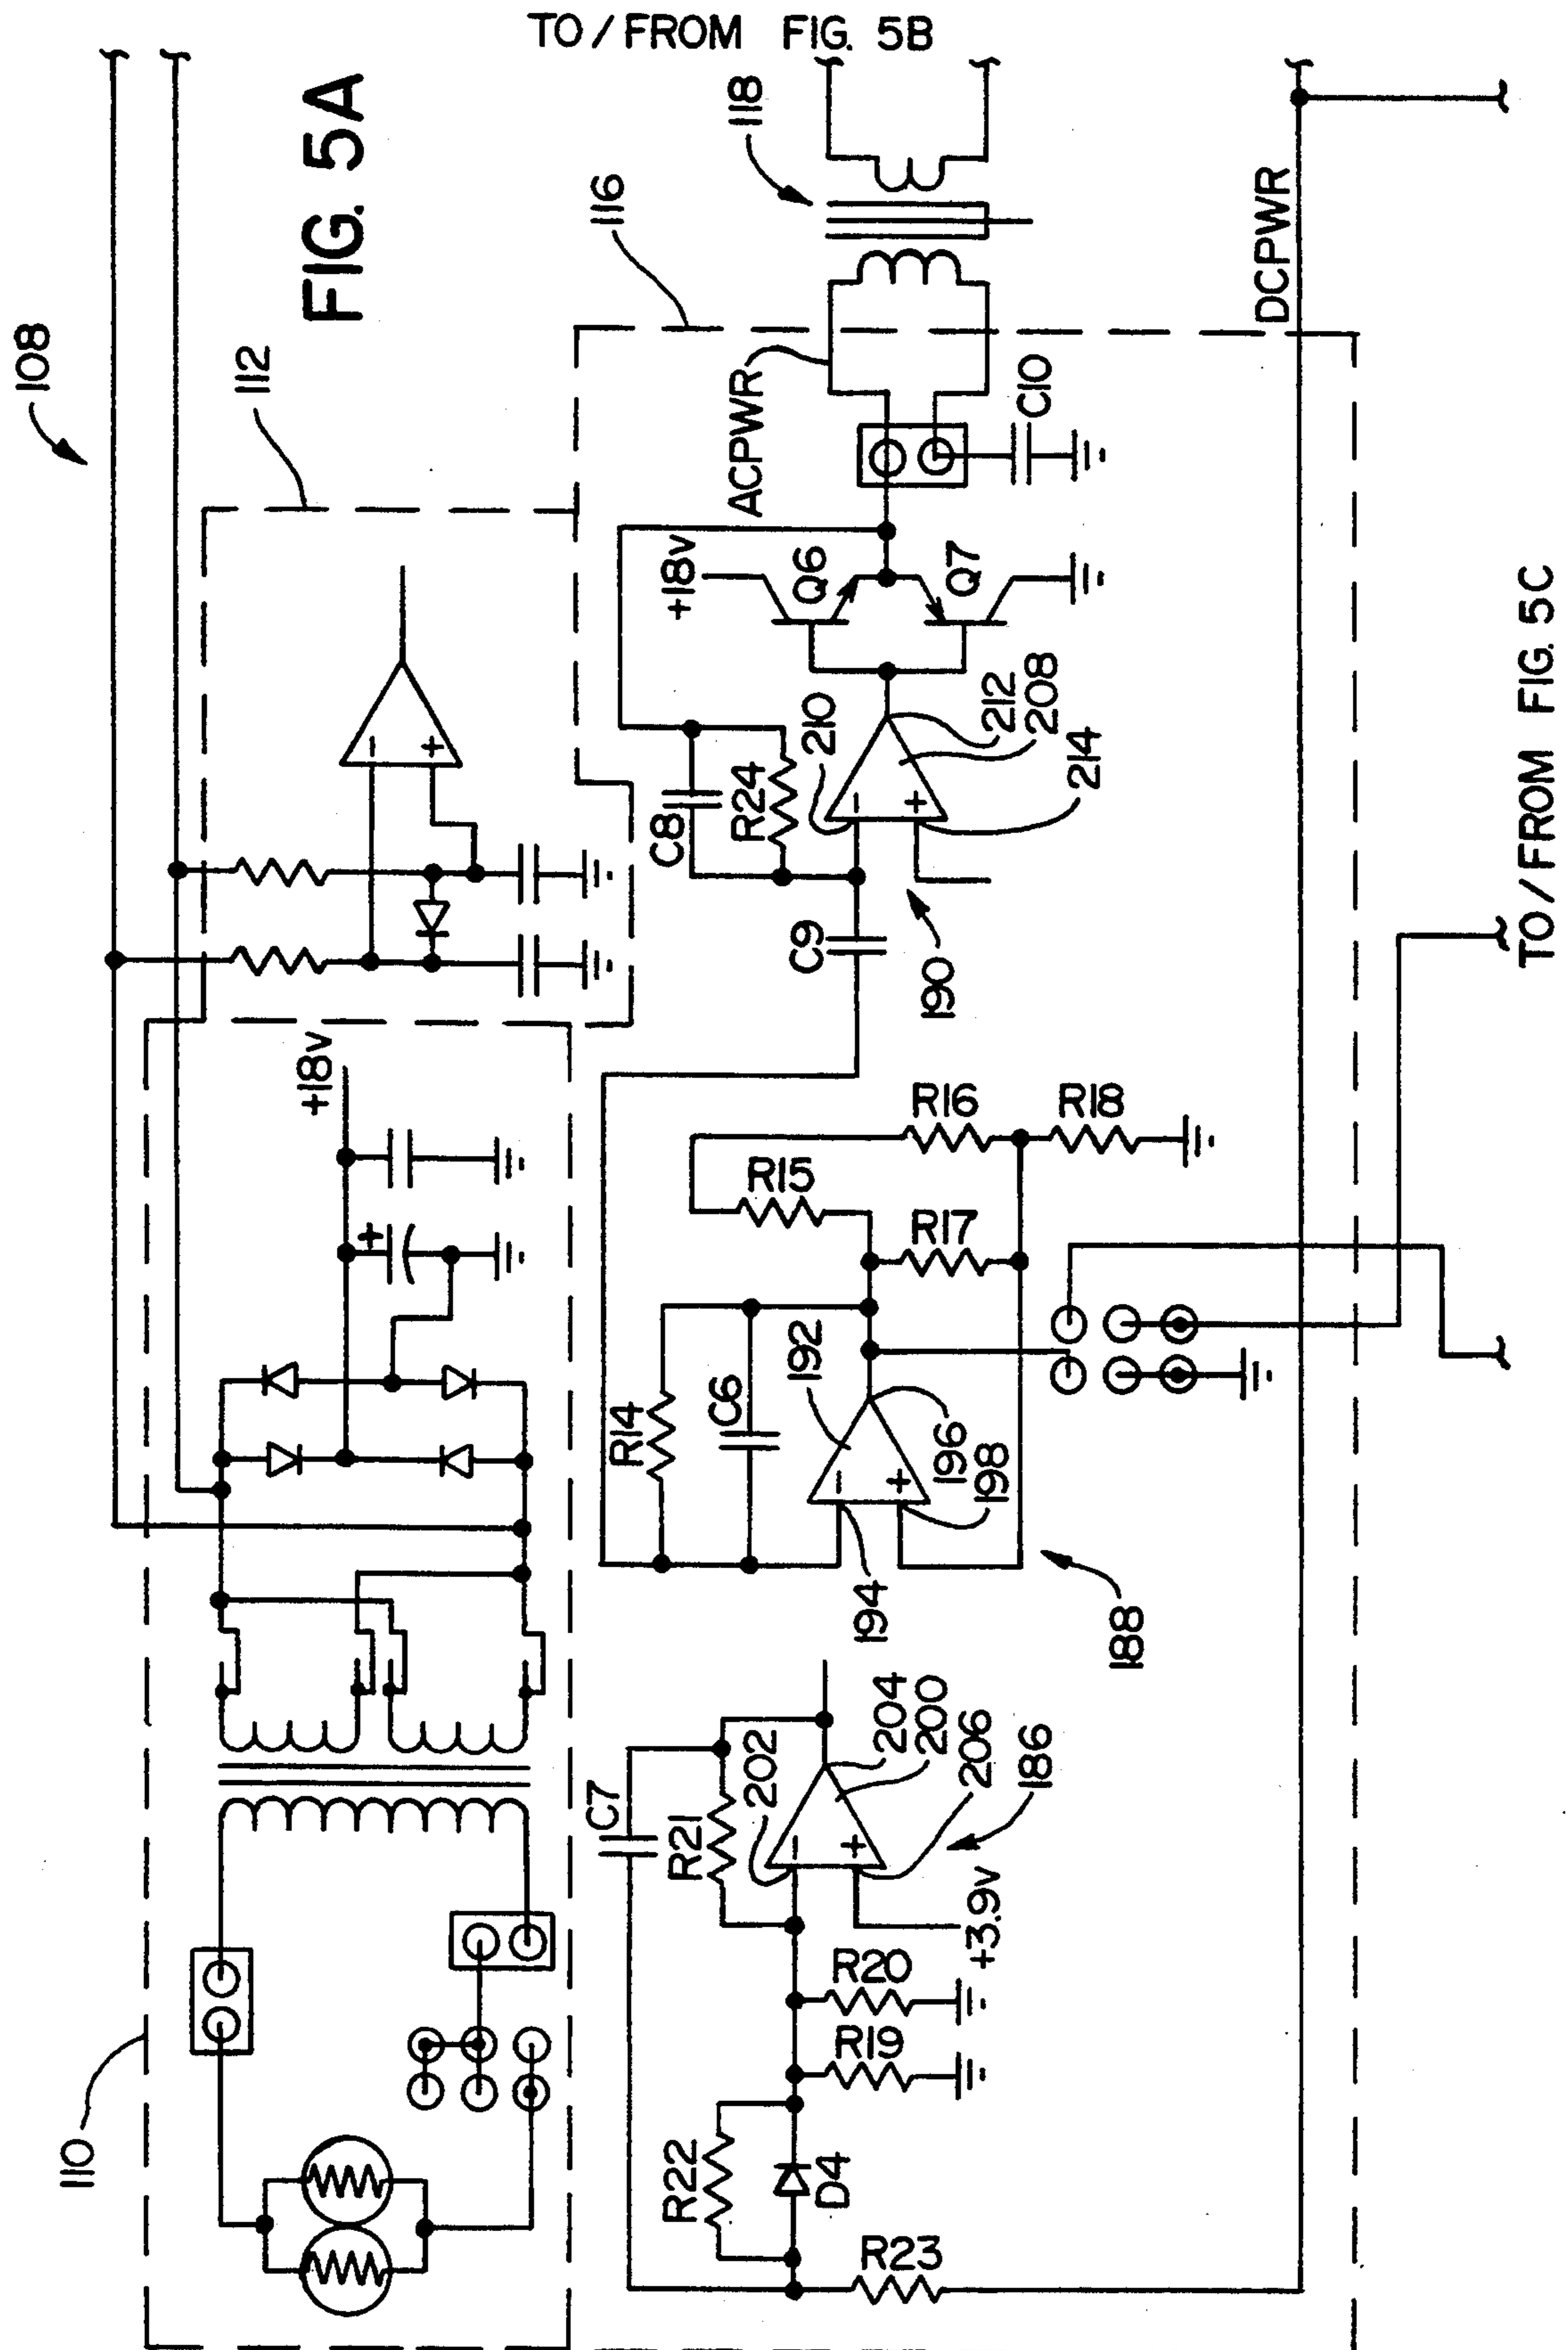 108
FIG. 5A
TO/FROM FIG. 5B
112
116
118
110
+18v
ACPWR
+18v
Q6
Q7
C10
DCPWR
C8
R24
210
212
208
214
C9
190
R16
R18
R15
R17
R14
C6
192
196
198
194
188
C7
R21
202
204
200
206
186
+3.9v
R20
R19
R22
D4
R23
-
+
-
+
-
+
-
+
+
TO/FROM FIG. 5C